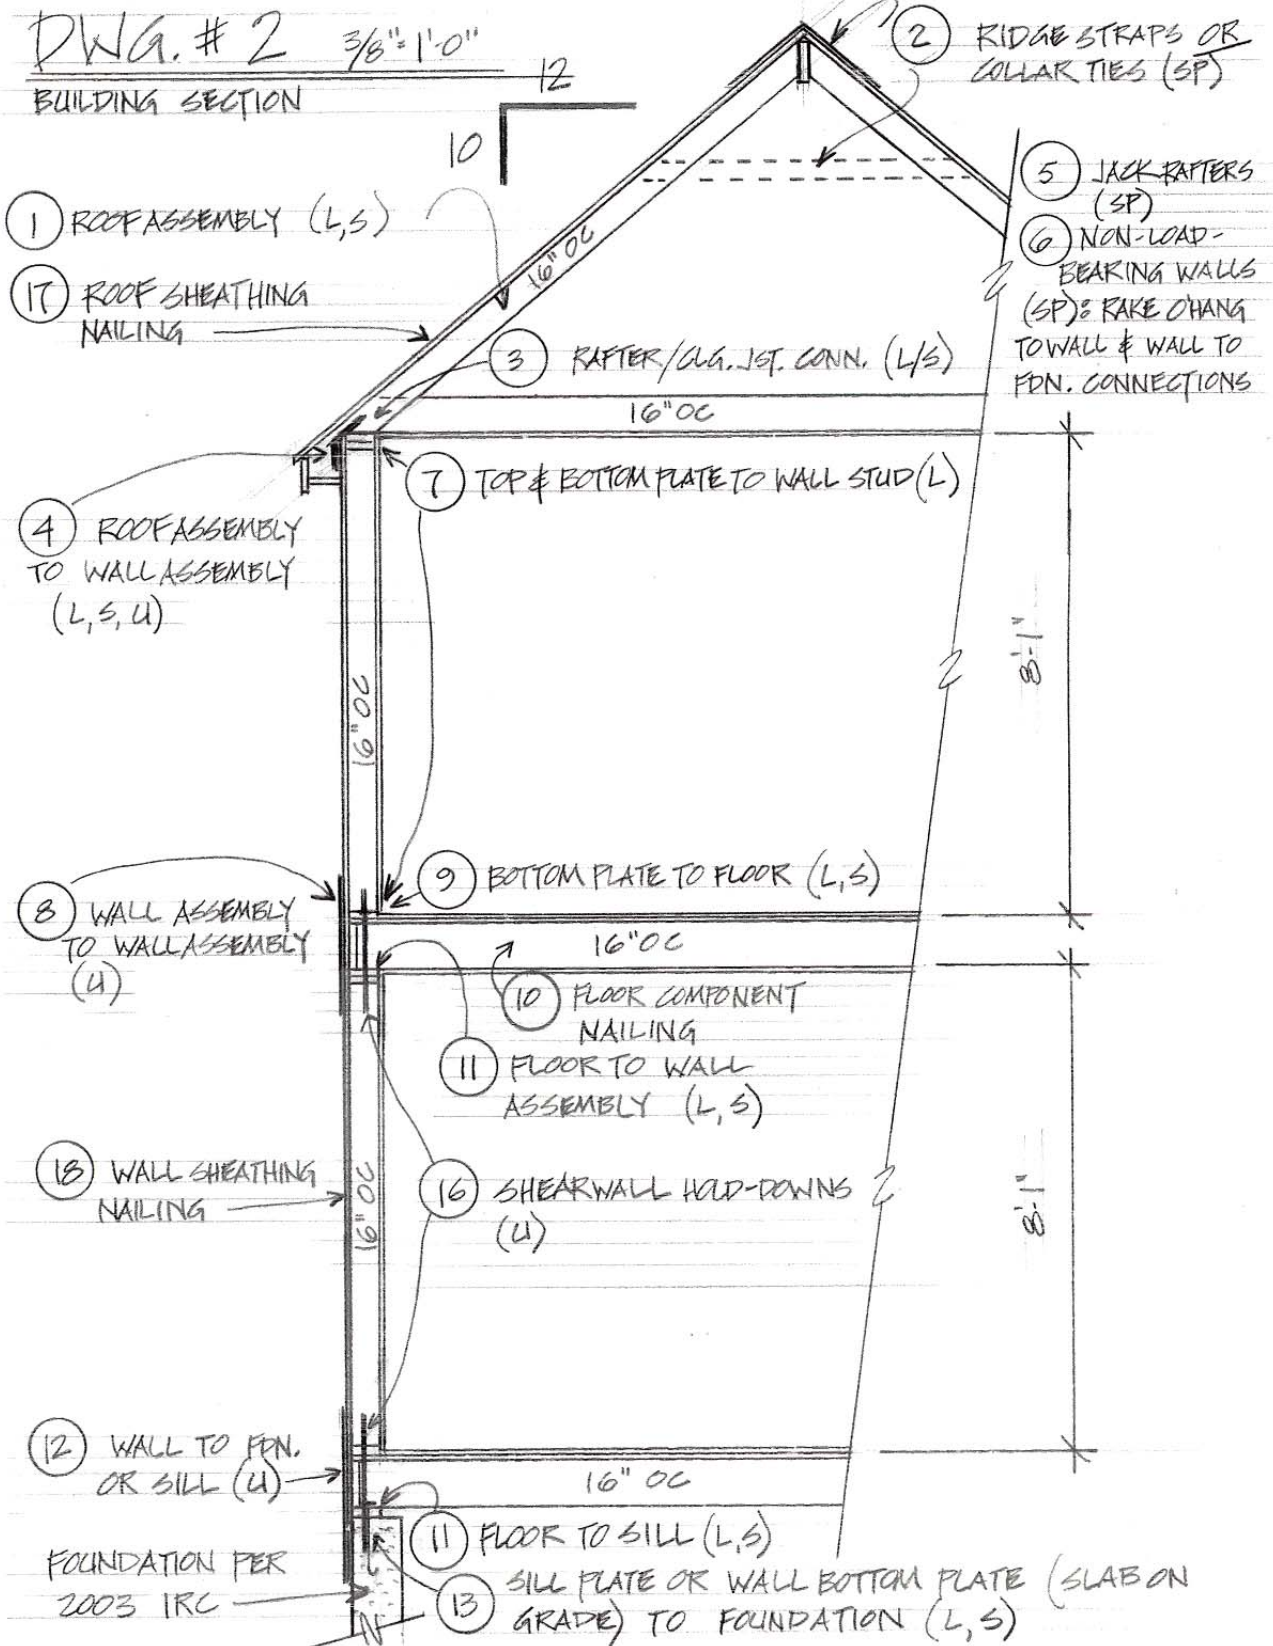 DWG. # 2 3/8"=1'-0"
BUILDING SECTION
12
10
2 RIDGE STRAPS OR
COLLAR TIES (SP)
5 JACK RAFTERS
(SP)
6 NON-LOAD-
BEARING WALLS
(SP): RAKE O'HANG
TO WALL & WALL TO
FDN. CONNECTIONS
1 ROOF ASSEMBLY (L,S)
17 ROOF SHEATHING
NAILING
16" OC
3 RAFTER/CLG. JST. CONN. (L/S)
16" OC
7 TOP & BOTTOM PLATE TO WALL STUD (L)
4 ROOF ASSEMBLY
TO WALL ASSEMBLY
(L, S, U)
8'-1"
16" OC
9 BOTTOM PLATE TO FLOOR (L,S)
8 WALL ASSEMBLY
TO WALL ASSEMBLY
(U)
16" OC
10 FLOOR COMPONENT
NAILING
11 FLOOR TO WALL
ASSEMBLY (L, S)
18 WALL SHEATHING
NAILING
16" OC
16 SHEARWALL HOLD-DOWNS
(U)
8'-1"
12 WALL TO FDN.
OR SILL (U)
16" OC
11 FLOOR TO SILL (L,S)
FOUNDATION PER
2003 IRC
13 SILL PLATE OR WALL BOTTOM PLATE (SLAB ON
GRADE) TO FOUNDATION (L, S)